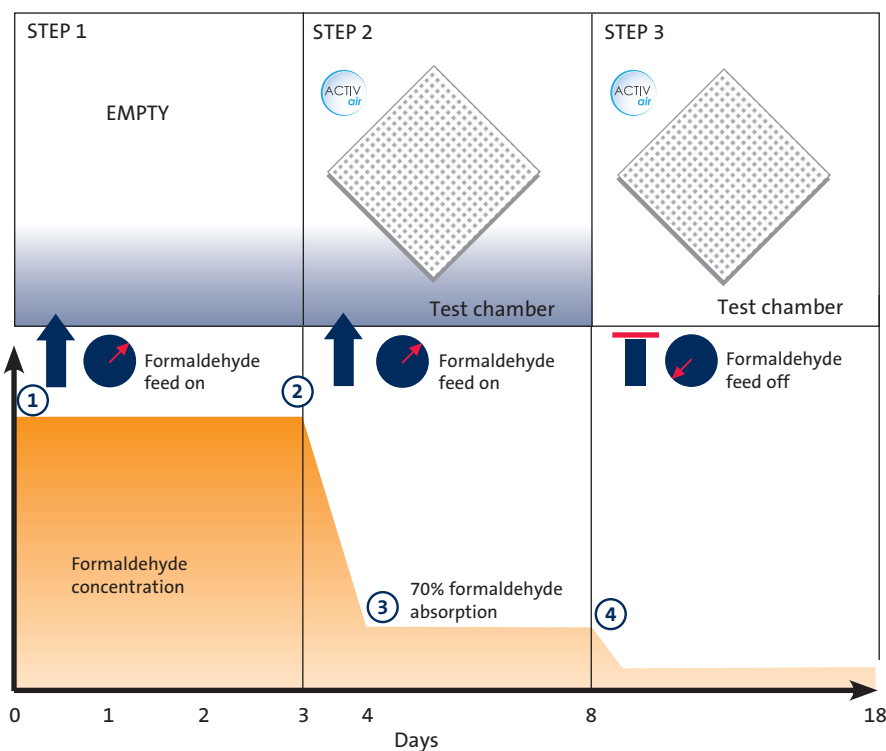 STEP 1
EMPTY
STEP 2
ACTIV
air
Test chamber
STEP 3
ACTIV
air
Test chamber
Formaldehyde
feed on
Formaldehyde
feed on
Formaldehyde
feed off
1
2
Formaldehyde
concentration
3
70% formaldehyde
absorption
4
0 1 2 3 4 8 18
Days